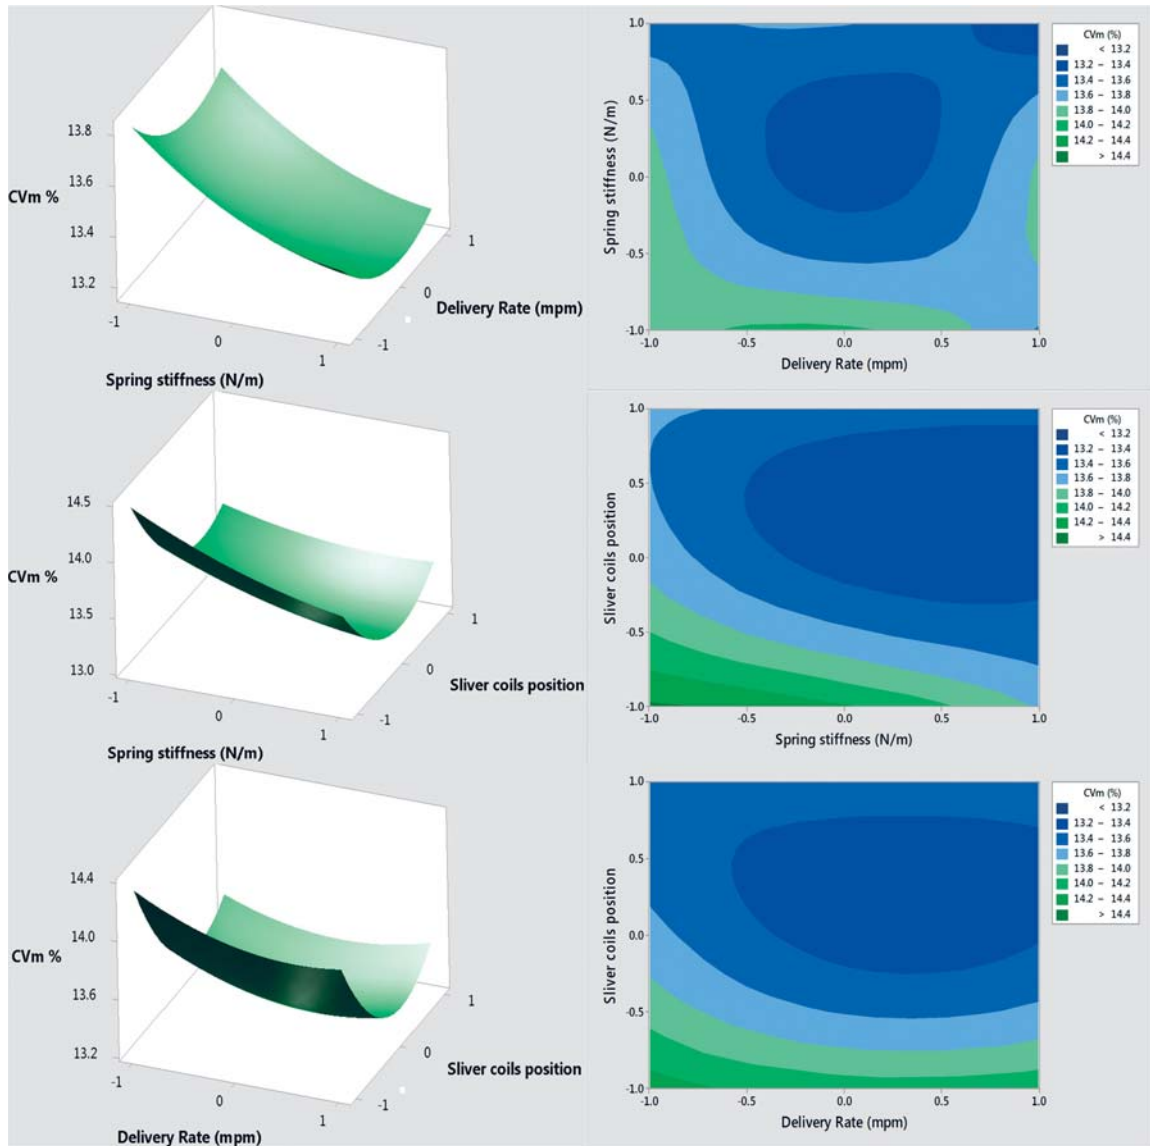 13.8
13.6
CVm %
13.4
13.2
-1
0
1
Spring stiffness (N/m)
-1
0
1
Delivery Rate (mpm)
1.0
0.5
0.0
-0.5
-1.0
Spring stiffness (N/m)
-1.0
-0.5
0.0
0.5
1.0
Delivery Rate (mpm)
CVm (%)
< 13.2
13.2 – 13.4
13.4 – 13.6
13.6 – 13.8
13.8 – 14.0
14.0 – 14.2
14.2 – 14.4
> 14.4
14.5
14.0
CVm %
13.5
13.0
-1
0
1
Spring stiffness (N/m)
-1
0
1
Sliver coils position
1.0
0.5
0.0
-0.5
-1.0
Sliver coils position
-1.0
-0.5
0.0
0.5
1.0
Spring stiffness (N/m)
CVm (%)
< 13.2
13.2 – 13.4
13.4 – 13.6
13.6 – 13.8
13.8 – 14.0
14.0 – 14.2
14.2 – 14.4
> 14.4
14.4
14.0
CVm %
13.6
13.2
-1
0
1
Delivery Rate (mpm)
-1
0
1
Sliver coils position
1.0
0.5
0.0
-0.5
-1.0
Sliver coils position
-1.0
-0.5
0.0
0.5
1.0
Delivery Rate (mpm)
CVm (%)
< 13.2
13.2 – 13.4
13.4 – 13.6
13.6 – 13.8
13.8 – 14.0
14.0 – 14.2
14.2 – 14.4
> 14.4